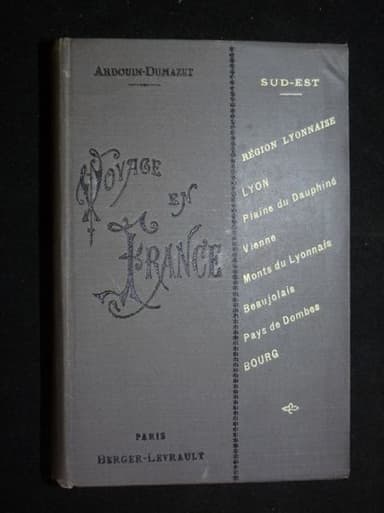 ARDOUIN-DUMAZET
VOYAGE
EN
FRANCE
PARIS
BERGER-LEVRAULT
SUD-EST
RÉGION LYONNAISE
LYON
Plaine du Dauphiné
Vienne
Monts du Lyonnais
Beaujolais
Pays de Dombes
BOURG